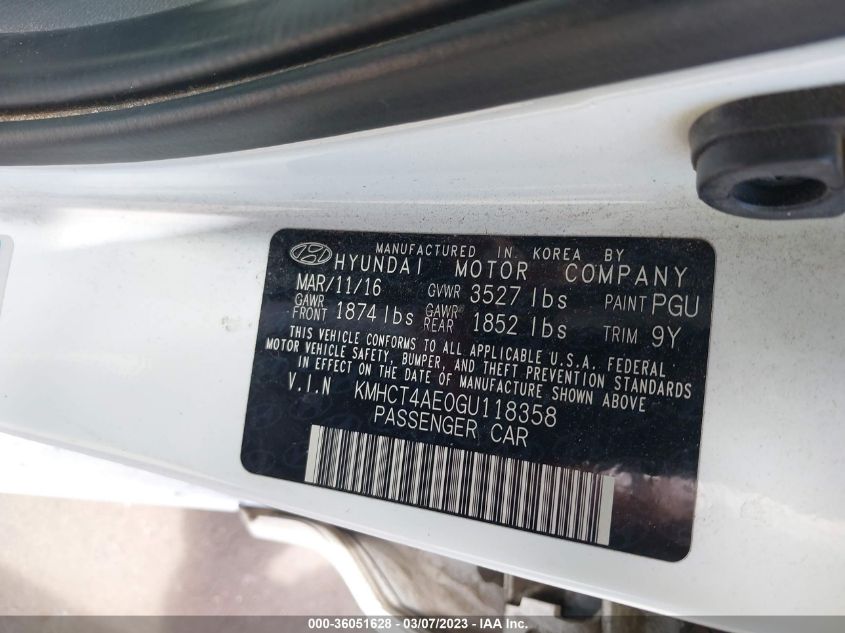 MANUFACTURED IN KOREA BY
HYUNDAI MOTOR COMPANY
MAR/11/16 GVWR 3527 lbs PAINT PGU
GAWR FRONT 1874 lbs GAWR REAR 1852 lbs TRIM 9Y
THIS VEHICLE CONFORMS TO ALL APPLICABLE U.S.A. FEDERAL
MOTOR VEHICLE SAFETY, BUMPER, AND THEFT PREVENTION STANDARDS
IN EFFECT ON THE DATE OF MANUFACTURE SHOWN ABOVE
V.I.N KMHCT4AE0GU118358
PASSENGER CAR
000-36051628 - 03/07/2023 - IAA Inc.